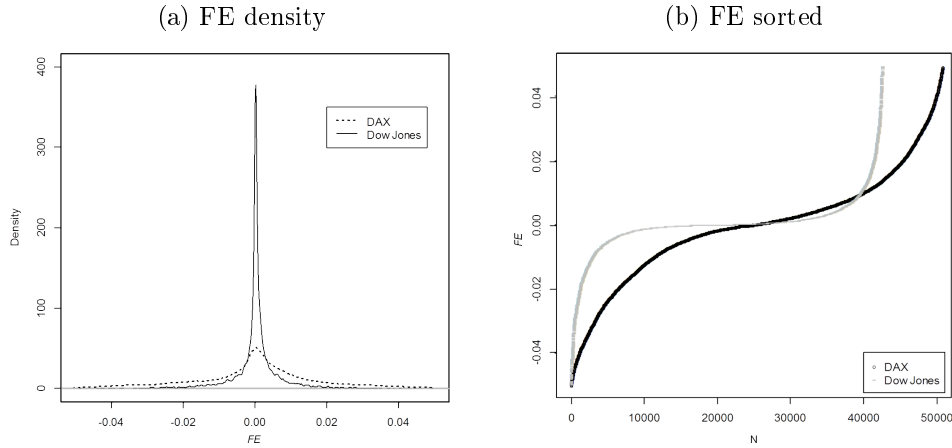 (a) FE density
400
300
200
100
0
Density
DAX
Dow Jones
-0.04
-0.02
0.00
0.02
0.04
FE
(b) FE sorted
0.04
0.02
0.00
-0.02
-0.04
FE
DAX
Dow Jones
0
10000
20000
30000
40000
50000
N